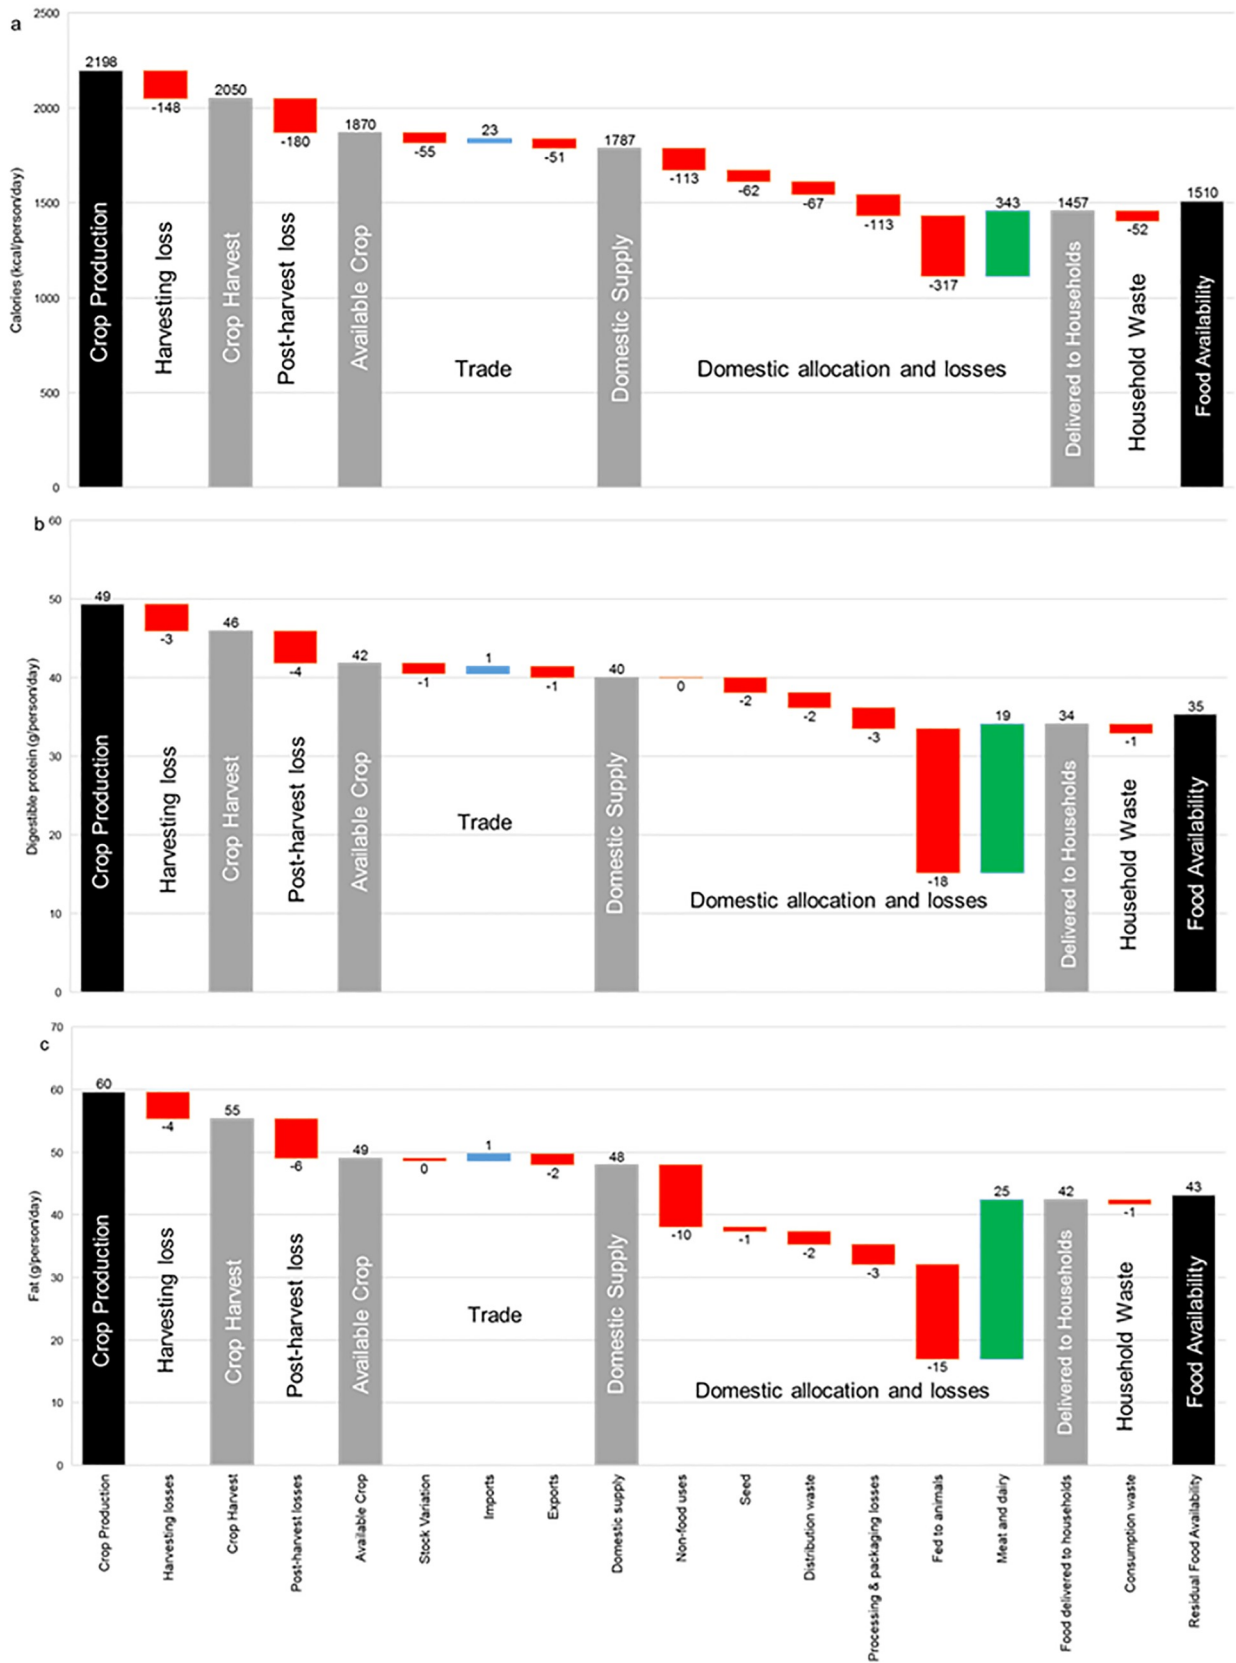 a
2500
2000
1500
1000
500
0
Calories (kcal/person/day)
2198
-148
2050
-180
1870
-55
23
-51
1787
-113
-62
-67
-113
-317
343
1457
-52
1510
Crop Production
Harvesting loss
Crop Harvest
Post-harvest loss
Available Crop
Trade
Domestic Supply
Domestic allocation and losses
Delivered to Households
Household Waste
Food Availability
b
60
50
40
30
20
10
0
Digestible protein (g/person/day)
49
-3
46
-4
42
-1
1
-1
40
0
-2
-2
-3
-18
19
34
-1
35
Crop Production
Harvesting loss
Crop Harvest
Post-harvest loss
Available Crop
Trade
Domestic Supply
Domestic allocation and losses
Delivered to Households
Household Waste
Food Availability
c
70
60
50
40
30
20
10
0
Fat (g/person/day)
60
-4
55
-6
49
0
1
-2
48
-10
-1
-2
-3
-15
25
42
-1
43
Crop Production
Harvesting loss
Crop Harvest
Post-harvest loss
Available Crop
Trade
Domestic Supply
Domestic allocation and losses
Delivered to Households
Household Waste
Food Availability
Crop Production
Harvesting losses
Crop Harvest
Post-harvest losses
Available Crop
Stock Variation
Imports
Exports
Domestic supply
Non-food uses
Seed
Distribution waste
Processing & packaging losses
Fed to animals
Meat and dairy
Food delivered to households
Consumption waste
Residual Food Availability